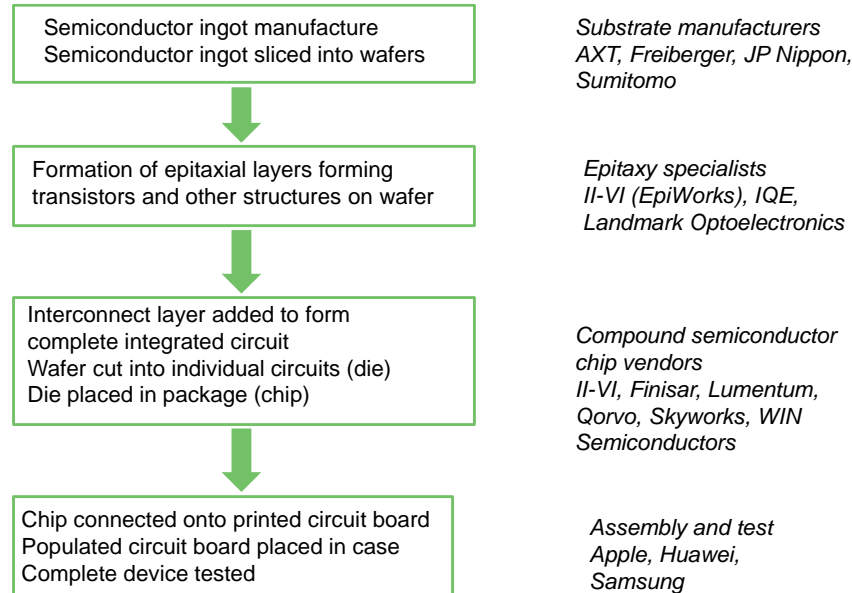 Semiconductor ingot manufacture
Semiconductor ingot sliced into wafers
Substrate manufacturers
AXT, Freiberger, JP Nippon,
Sumitomo
Formation of epitaxial layers forming
transistors and other structures on wafer
Epitaxy specialists
II-VI (EpiWorks), IQE,
Landmark Optoelectronics
Interconnect layer added to form
complete integrated circuit
Wafer cut into individual circuits (die)
Die placed in package (chip)
Compound semiconductor
chip vendors
II-VI, Finisar, Lumentum,
Qorvo, Skyworks, WIN
Semiconductors
Chip connected onto printed circuit board
Populated circuit board placed in case
Complete device tested
Assembly and test
Apple, Huawei,
Samsung